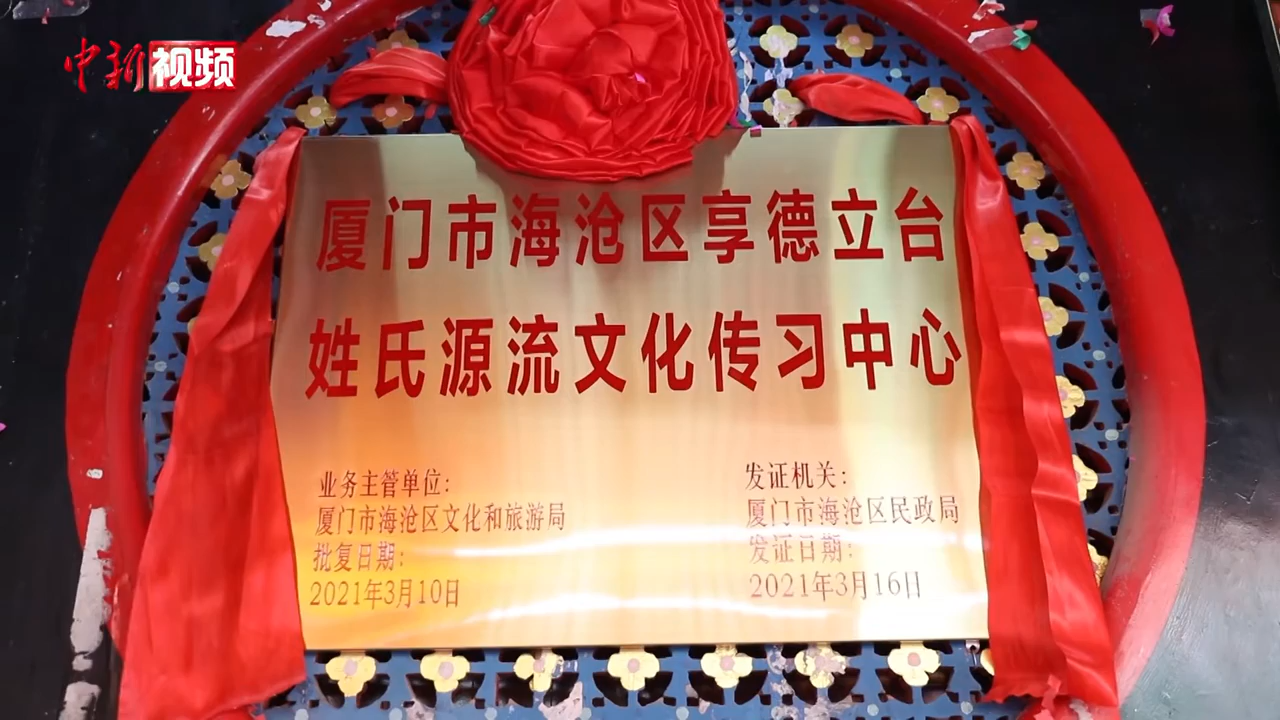 中新视频
厦门市海沧区享德立台
姓氏源流文化传习中心
业务主管单位:
厦门市海沧区文化和旅游局
批复日期:
2021年3月10日
发证机关:
厦门市海沧区民政局
发证日期:
2021年3月16日